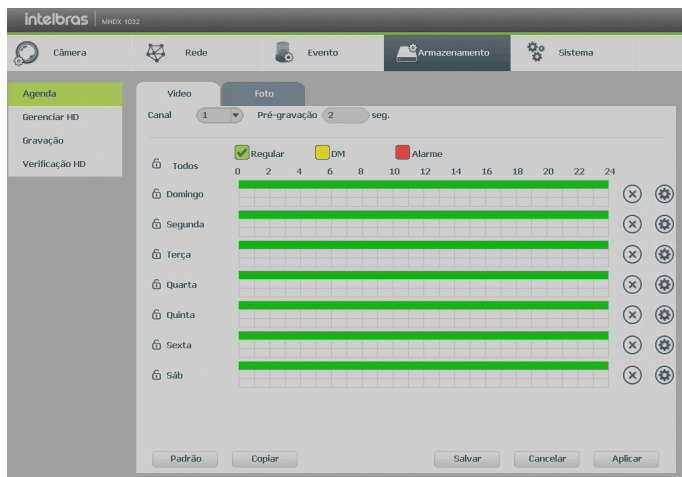 intelbras MHDX 1032
Câmera Rede Evento Armazenamento Sistema
Agenda
Gerenciar HD
Gravação
Verificação HD
Vídeo Foto
Canal 1 Pré-gravação 2 seg.
Regular DM Alarme
Todos
0 2 4 6 8 10 12 14 16 18 20 22 24
Domingo
Segunda
Terça
Quarta
Quinta
Sexta
Sáb
Padrão Copiar Salvar Cancelar Aplicar